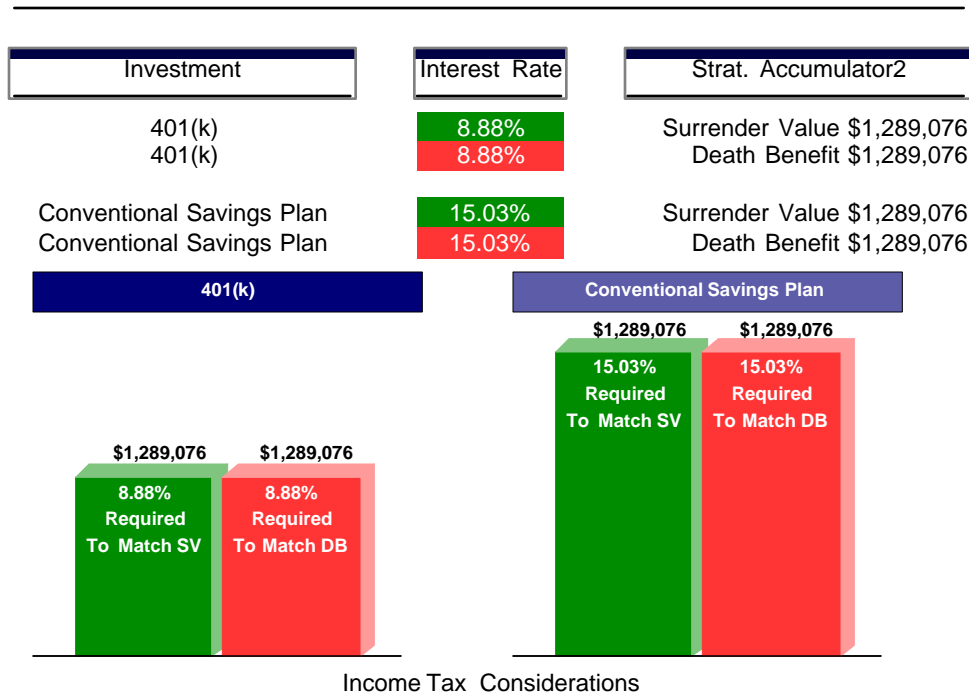 Investment Interest Rate Strat. Accumulator2
401(k) 8.88% Surrender Value $1,289,076
401(k) 8.88% Death Benefit $1,289,076
Conventional Savings Plan 15.03% Surrender Value $1,289,076
Conventional Savings Plan 15.03% Death Benefit $1,289,076
401(k)
$1,289,076 $1,289,076
8.88% 8.88%
Required Required
To Match SV To Match DB
Conventional Savings Plan
$1,289,076 $1,289,076
15.03% 15.03%
Required Required
To Match SV To Match DB
Income Tax Considerations